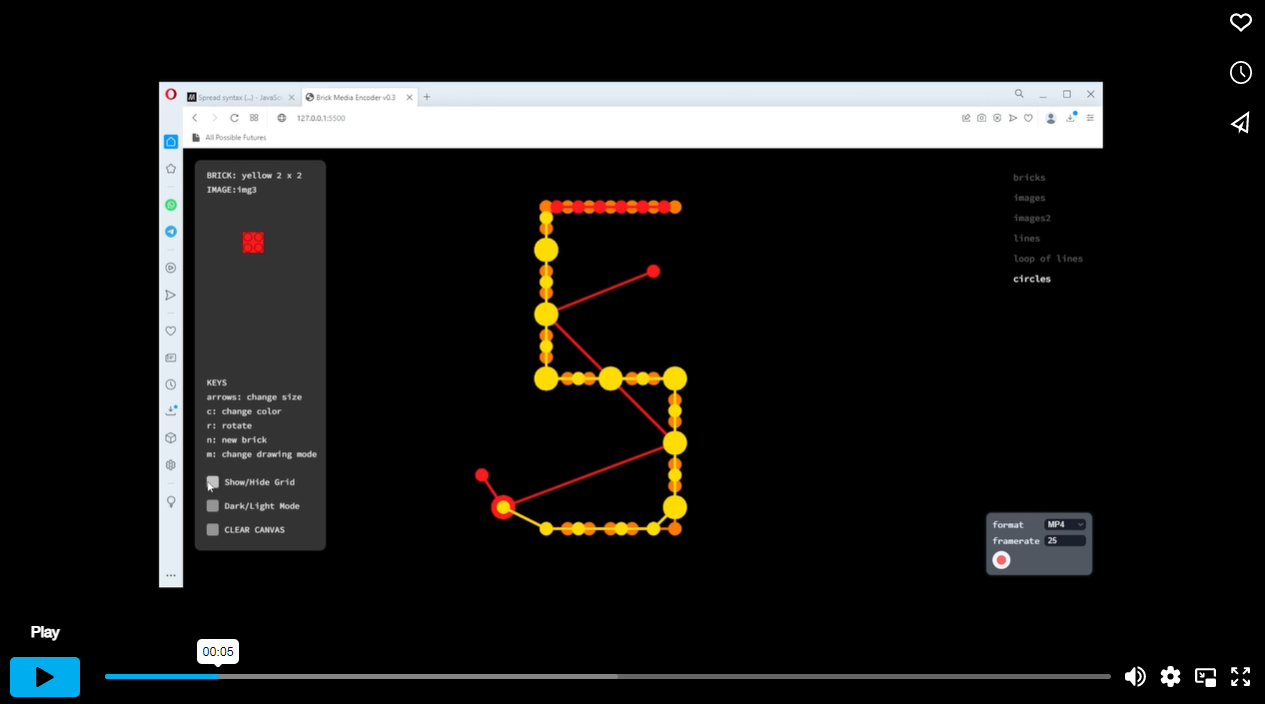 Spread syntax (...) - JavaSc
Brick Media Encoder v0.3
127.0.0.1:5500
All Possible Futures
BRICK: yellow 2 x 2
IMAGE:img3
KEYS
arrows: change size
c: change color
r: rotate
n: new brick
m: change drawing mode
Show/Hide Grid
Dark/Light Mode
CLEAR CANVAS
bricks
images
images2
lines
loop of lines
circles
format MP4
framerate 25
Play
00:05